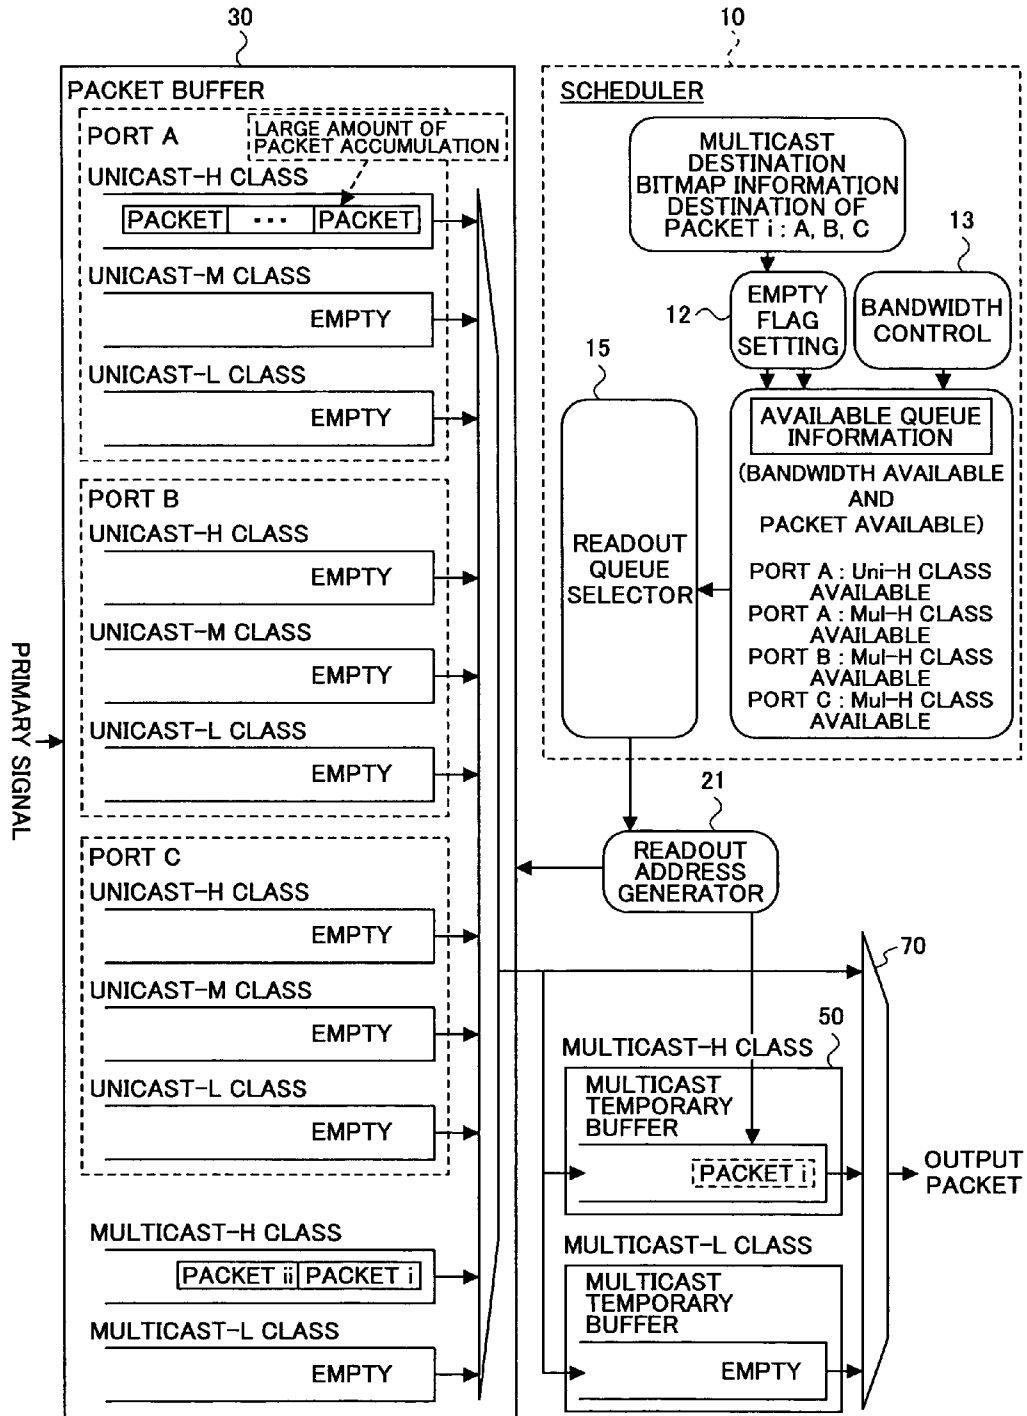 30
10
PACKET BUFFER
PORT A
LARGE AMOUNT OF
PACKET ACCUMULATION
UNICAST-H CLASS
PACKET ... PACKET
UNICAST-M CLASS
EMPTY
UNICAST-L CLASS
EMPTY
PORT B
UNICAST-H CLASS
EMPTY
UNICAST-M CLASS
EMPTY
UNICAST-L CLASS
EMPTY
PORT C
UNICAST-H CLASS
EMPTY
UNICAST-M CLASS
EMPTY
UNICAST-L CLASS
EMPTY
MULTICAST-H CLASS
PACKET ii PACKET i
MULTICAST-L CLASS
EMPTY
PRIMARY SIGNAL
SCHEDULER
MULTICAST
DESTINATION
BITMAP INFORMATION
DESTINATION OF
PACKET i : A, B, C
12
EMPTY
FLAG
SETTING
13
BANDWIDTH
CONTROL
15
READOUT
QUEUE
SELECTOR
AVAILABLE QUEUE
INFORMATION
(BANDWIDTH AVAILABLE
AND
PACKET AVAILABLE)
PORT A : Uni-H CLASS
AVAILABLE
PORT A : Mul-H CLASS
AVAILABLE
PORT B : Mul-H CLASS
AVAILABLE
PORT C : Mul-H CLASS
AVAILABLE
21
READOUT
ADDRESS
GENERATOR
70
50
MULTICAST-H CLASS
MULTICAST
TEMPORARY
BUFFER
PACKET i
MULTICAST-L CLASS
MULTICAST
TEMPORARY
BUFFER
EMPTY
OUTPUT
PACKET